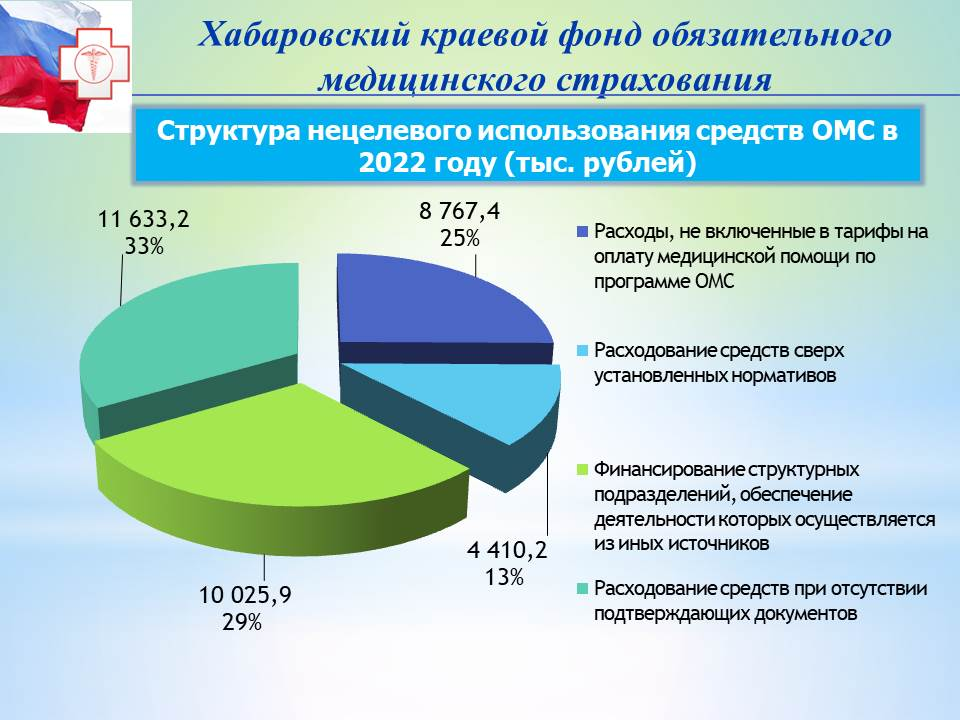 Хабаровский краевой фонд обязательного
медицинского страхования
Структура нецелевого использования средств ОМС в
2022 году (тыс. рублей)
11 633,2
33%
8 767,4
25%
4 410,2
13%
10 025,9
29%
Расходы, не включенные в тарифы на
оплату медицинской помощи по
программе ОМС
Расходование средств сверх
установленных нормативов
Финансирование структурных
подразделений, обеспечение
деятельности которых осуществляется
из иных источников
Расходование средств при отсутствии
подтверждающих документов